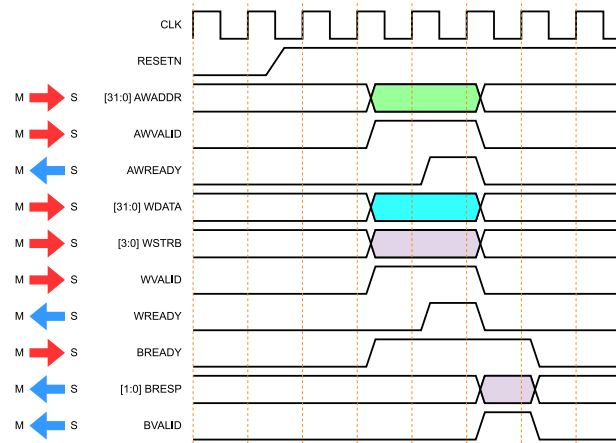 CLK
RESETN
M S [31:0] AWADDR
M S AWVALID
M S AWREADY
M S [31:0] WDATA
M S [3:0] WSTRB
M S WVALID
M S WREADY
M S BREADY
M S [1:0] BRESP
M S BVALID